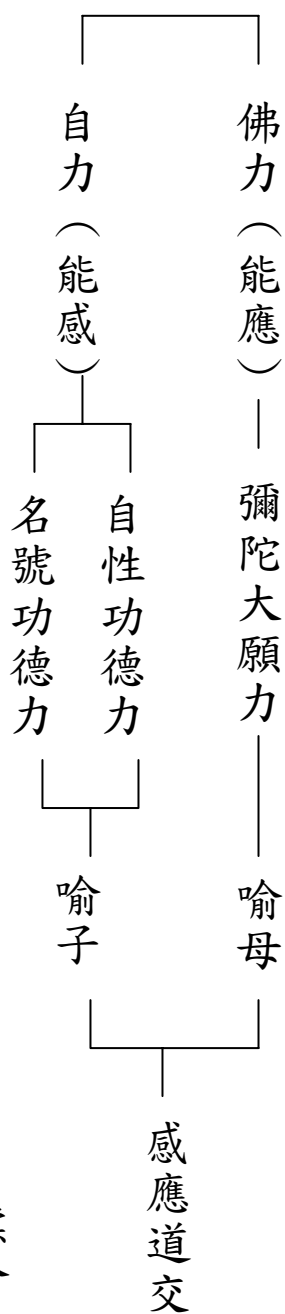 佛力（能應）
彌陀大願力
喻母
自力（能感）
自性功德力
名號功德力
喻子
感應道交